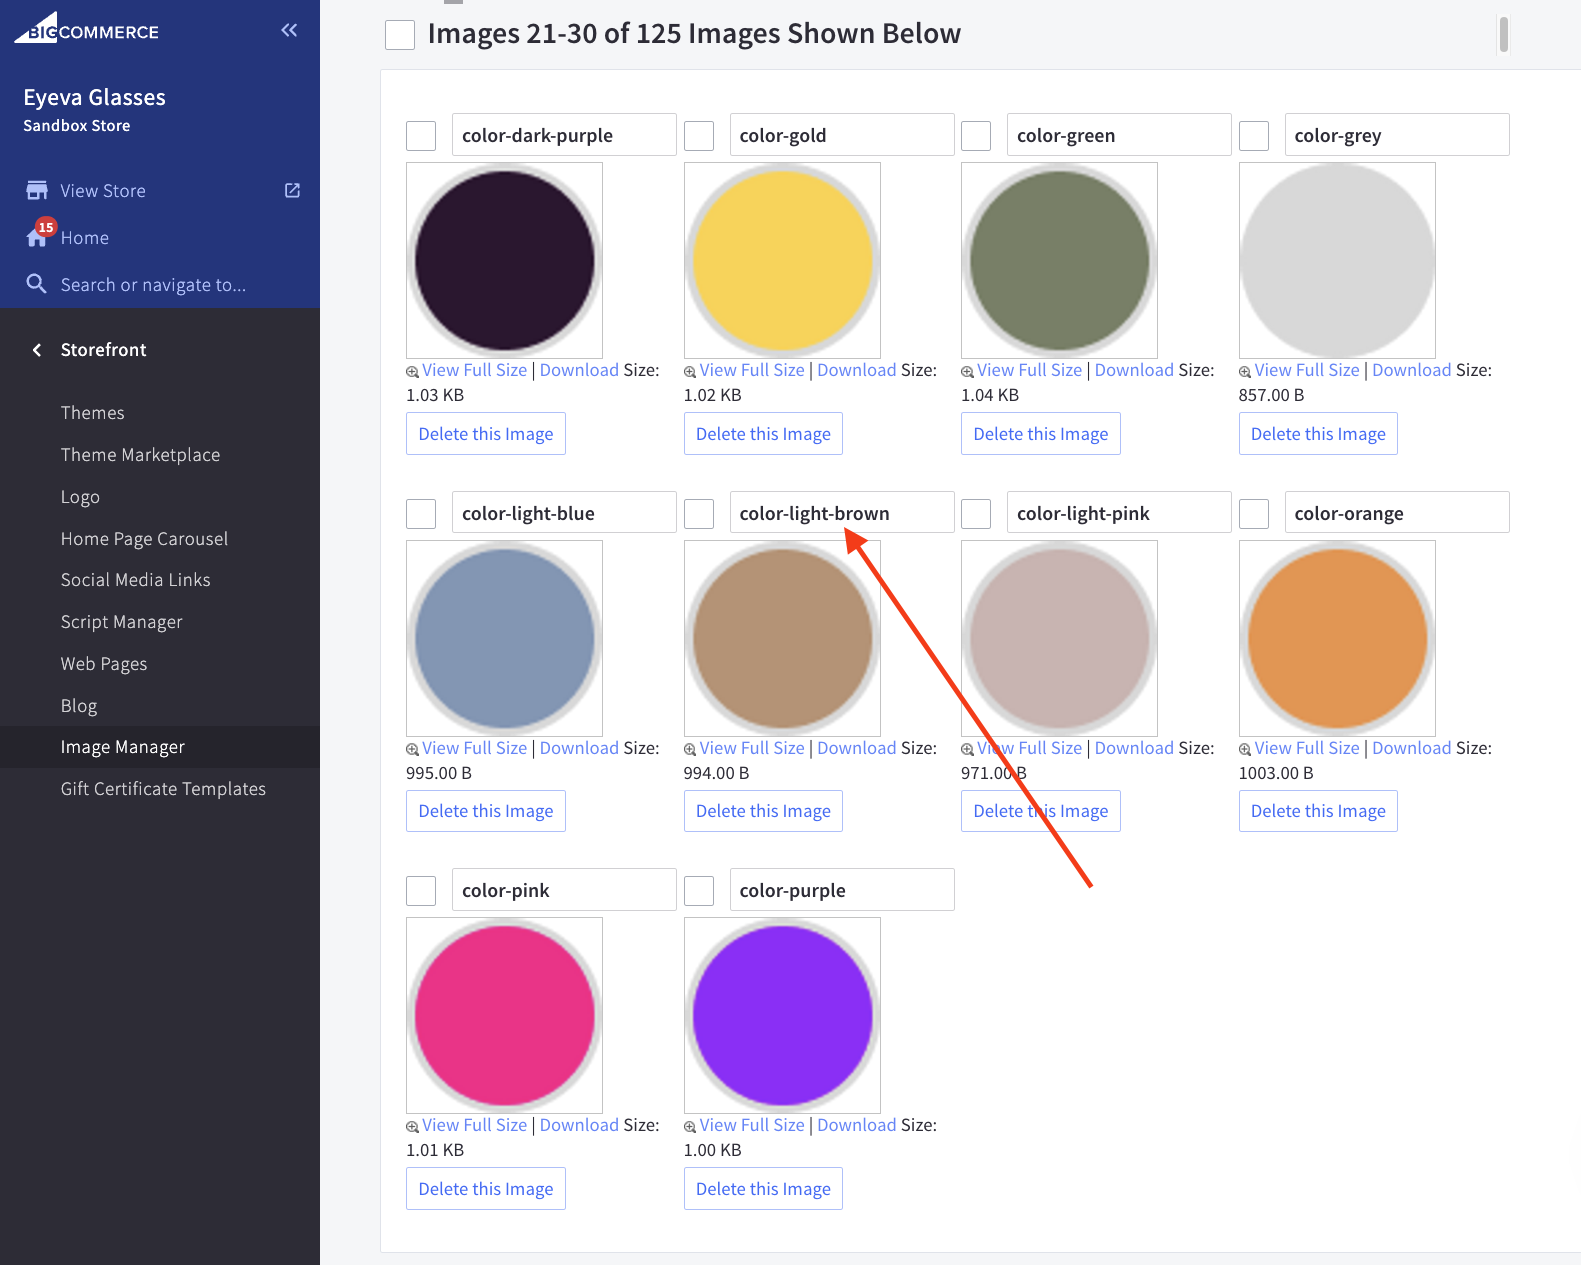 BIGCOMMERCE
Eyeva Glasses
Sandbox Store
View Store
15
Home
Search or navigate to...
Storefront
Themes
Theme Marketplace
Logo
Home Page Carousel
Social Media Links
Script Manager
Web Pages
Blog
Image Manager
Gift Certificate Templates
Images 21-30 of 125 Images Shown Below
color-dark-purple
View Full Size | Download Size:
1.03 KB
Delete this Image
color-gold
View Full Size | Download Size:
1.02 KB
Delete this Image
color-green
View Full Size | Download Size:
1.04 KB
Delete this Image
color-grey
View Full Size | Download Size:
857.00 B
Delete this Image
color-light-blue
View Full Size | Download Size:
995.00 B
Delete this Image
color-light-brown
View Full Size | Download Size:
994.00 B
Delete this Image
color-light-pink
View Full Size | Download Size:
971.00 B
Delete this Image
color-orange
View Full Size | Download Size:
1003.00 B
Delete this Image
color-pink
View Full Size | Download Size:
1.01 KB
Delete this Image
color-purple
View Full Size | Download Size:
1.00 KB
Delete this Image